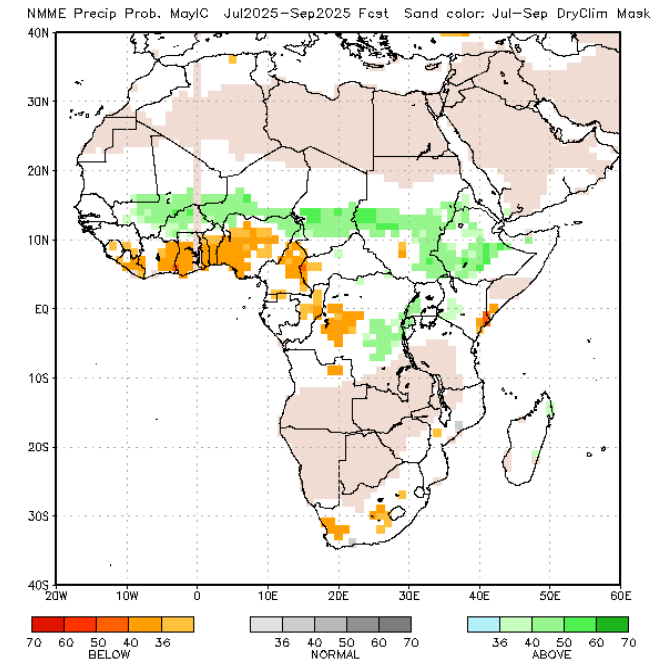 NMME Precip Prob. MayIC Jul2025-Sep2025 Fcst Sand color: Jul-Sep DryClim Mask
40N
30N
20N
10N
EQ
10S
20S
30S
40S
20W 10W 0 10E 20E 30E 40E 50E 60E
70 60 50 40 36 36 40 50 60 70 36 40 50 60 70
BELOW NORMAL ABOVE